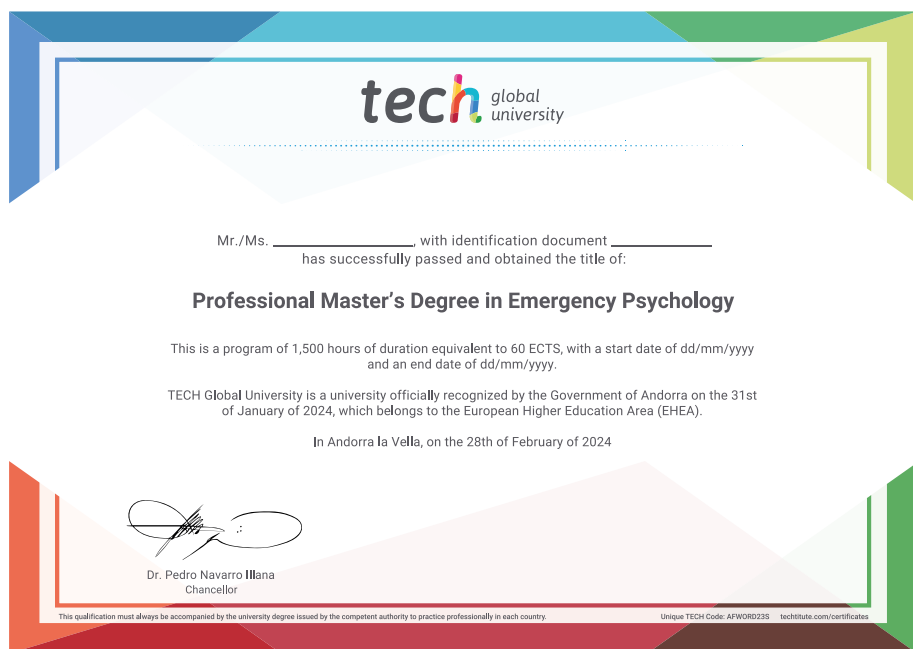 tech global university
Mr./Ms. ____________, with identification document ____________
has successfully passed and obtained the title of:
Professional Master's Degree in Emergency Psychology
This is a program of 1,500 hours of duration equivalent to 60 ECTS, with a start date of dd/mm/yyyy
and an end date of dd/mm/yyyy.
TECH Global University is a university officially recognized by the Government of Andorra on the 31st
of January of 2024, which belongs to the European Higher Education Area (EHEA).
In Andorra la Vella, on the 28th of February of 2024
Dr. Pedro Navarro Illana
Chancellor
This qualification must always be accompanied by the university degree issued by the competent authority to practice professionally in each country. Unique TECH Code: AFWORD23S techtitute.com/certificates